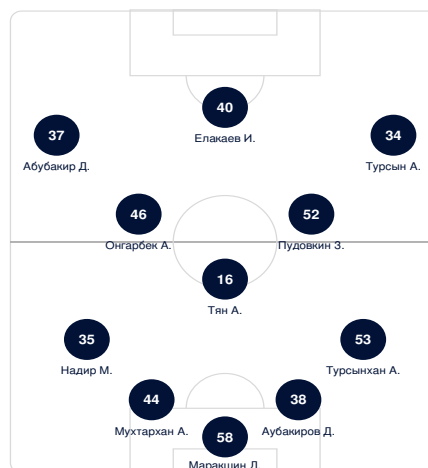 40
Елакаев И.
37
Абубакир Д.
34
Турсын А.
46
Онгарбек А.
52
Пудовкин З.
16
Тян А.
35
Надир М.
53
Турсынхан А.
44
Мухтархан А.
38
Аубакиров Д.
58
Маракшин Д.